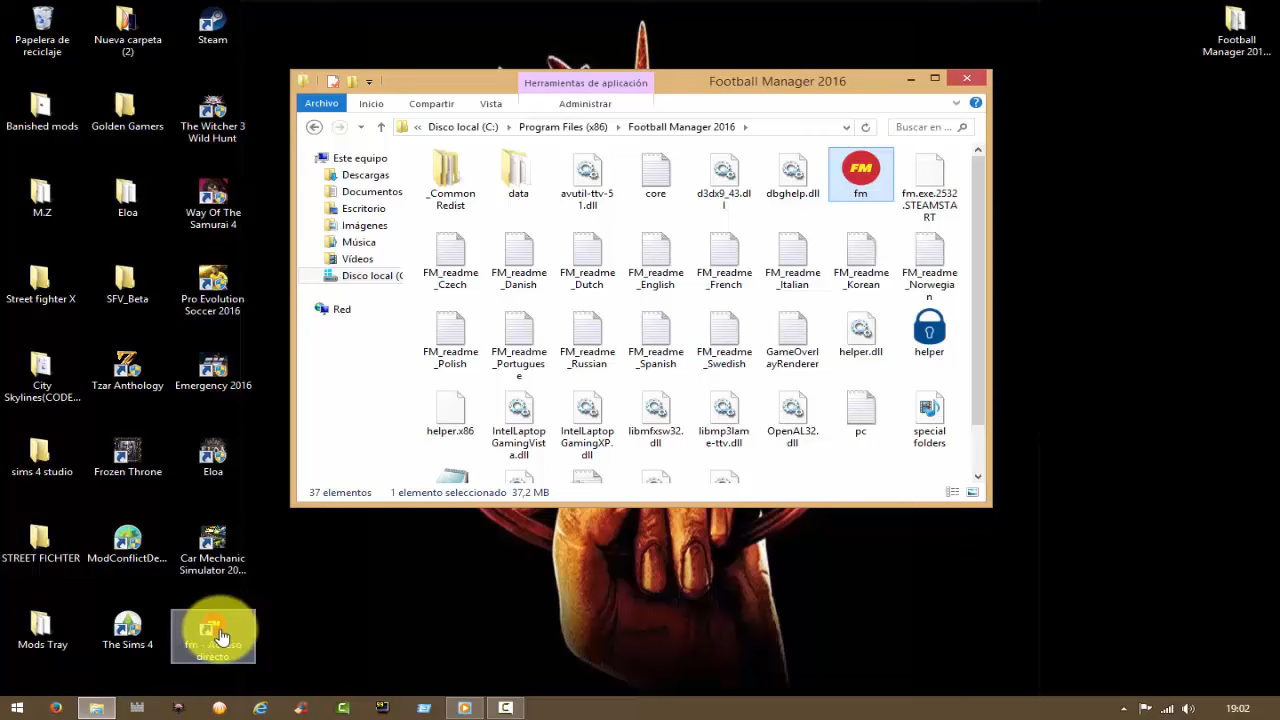 Papelera de
reciclaje
Nueva carpeta
(2)
Steam
Banished mods
Golden Gamers
The Witcher 3
Wild Hunt
M.Z
Eloa
Way Of The
Samurai 4
Street fighter X
SFV_Beta
Pro Evolution
Soccer 2016
City
Skylines(CODE...
Tzar Anthology
Emergency 2016
sims 4 studio
Frozen Throne
Eloa
STREET FICHTER
ModConflictDe...
Car Mechanic
Simulator 20...
Mods Tray
The Sims 4
directo
Football
Manager 201...
Herramientas de aplicación
Football Manager 2016
Archivo
Inicio
Compartir
Vista
Administrar
Disco local (C:)
Program Files (x86)
Football Manager 2016
Buscar en ...
Este equipo
Descargas
Documentos
Escritorio
Imágenes
Música
Vídeos
Disco local (C
Red
_Common
Redist
data
avutil-ttv-5
1.dll
core
d3dx9_43.dl
l
dbghelp.dll
FM
fm
fm.exe.2532
.STEAMSTA
RT
FM_readme
_Czech
FM_readme
_Danish
FM_readme
_Dutch
FM_readme
_English
FM_readme
_French
FM_readme
_Italian
FM_readme
_Korean
FM_readme
_Norwegia
n
FM_readme
_Polish
FM_readme
_Portugues
e
FM_readme
_Russian
FM_readme
_Spanish
FM_readme
_Swedish
GameOverl
ayRenderer
helper.dll
helper
helper.x86
IntelLaptop
GamingVist
a.dll
IntelLaptop
GamingXP.
dll
libmfxsw32.
dll
libmp3lam
e-ttv.dll
OpenAL32.
dll
pc
special
folders
37 elementos
1 elemento seleccionado
37,2 MB
19:02